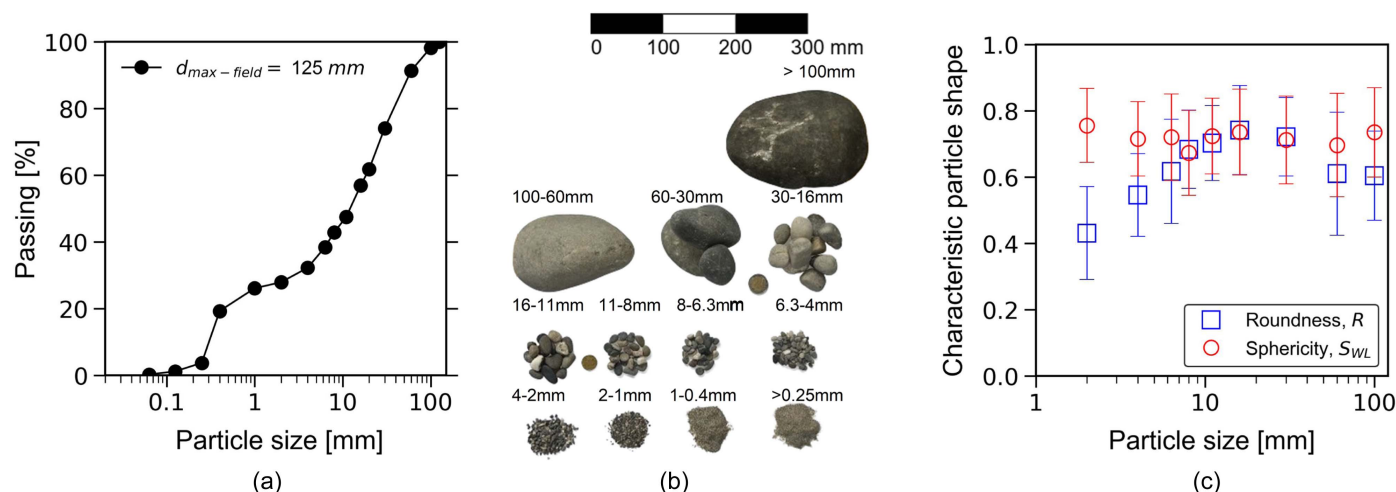 100
80
60
40
20
0
Passing [%]
d_max−field = 125 mm
0.1 1 10 100
Particle size [mm]
(a)
0 100 200 300 mm
> 100mm
100-60mm 60-30mm 30-16mm
16-11mm 11-8mm 8-6.3mm 6.3-4mm
4-2mm 2-1mm 1-0.4mm >0.25mm
(b)
1.0
0.8
0.6
0.4
0.2
0.0
Characteristic particle shape
Roundness, R
Sphericity, S_WL
1 10 100
Particle size [mm]
(c)